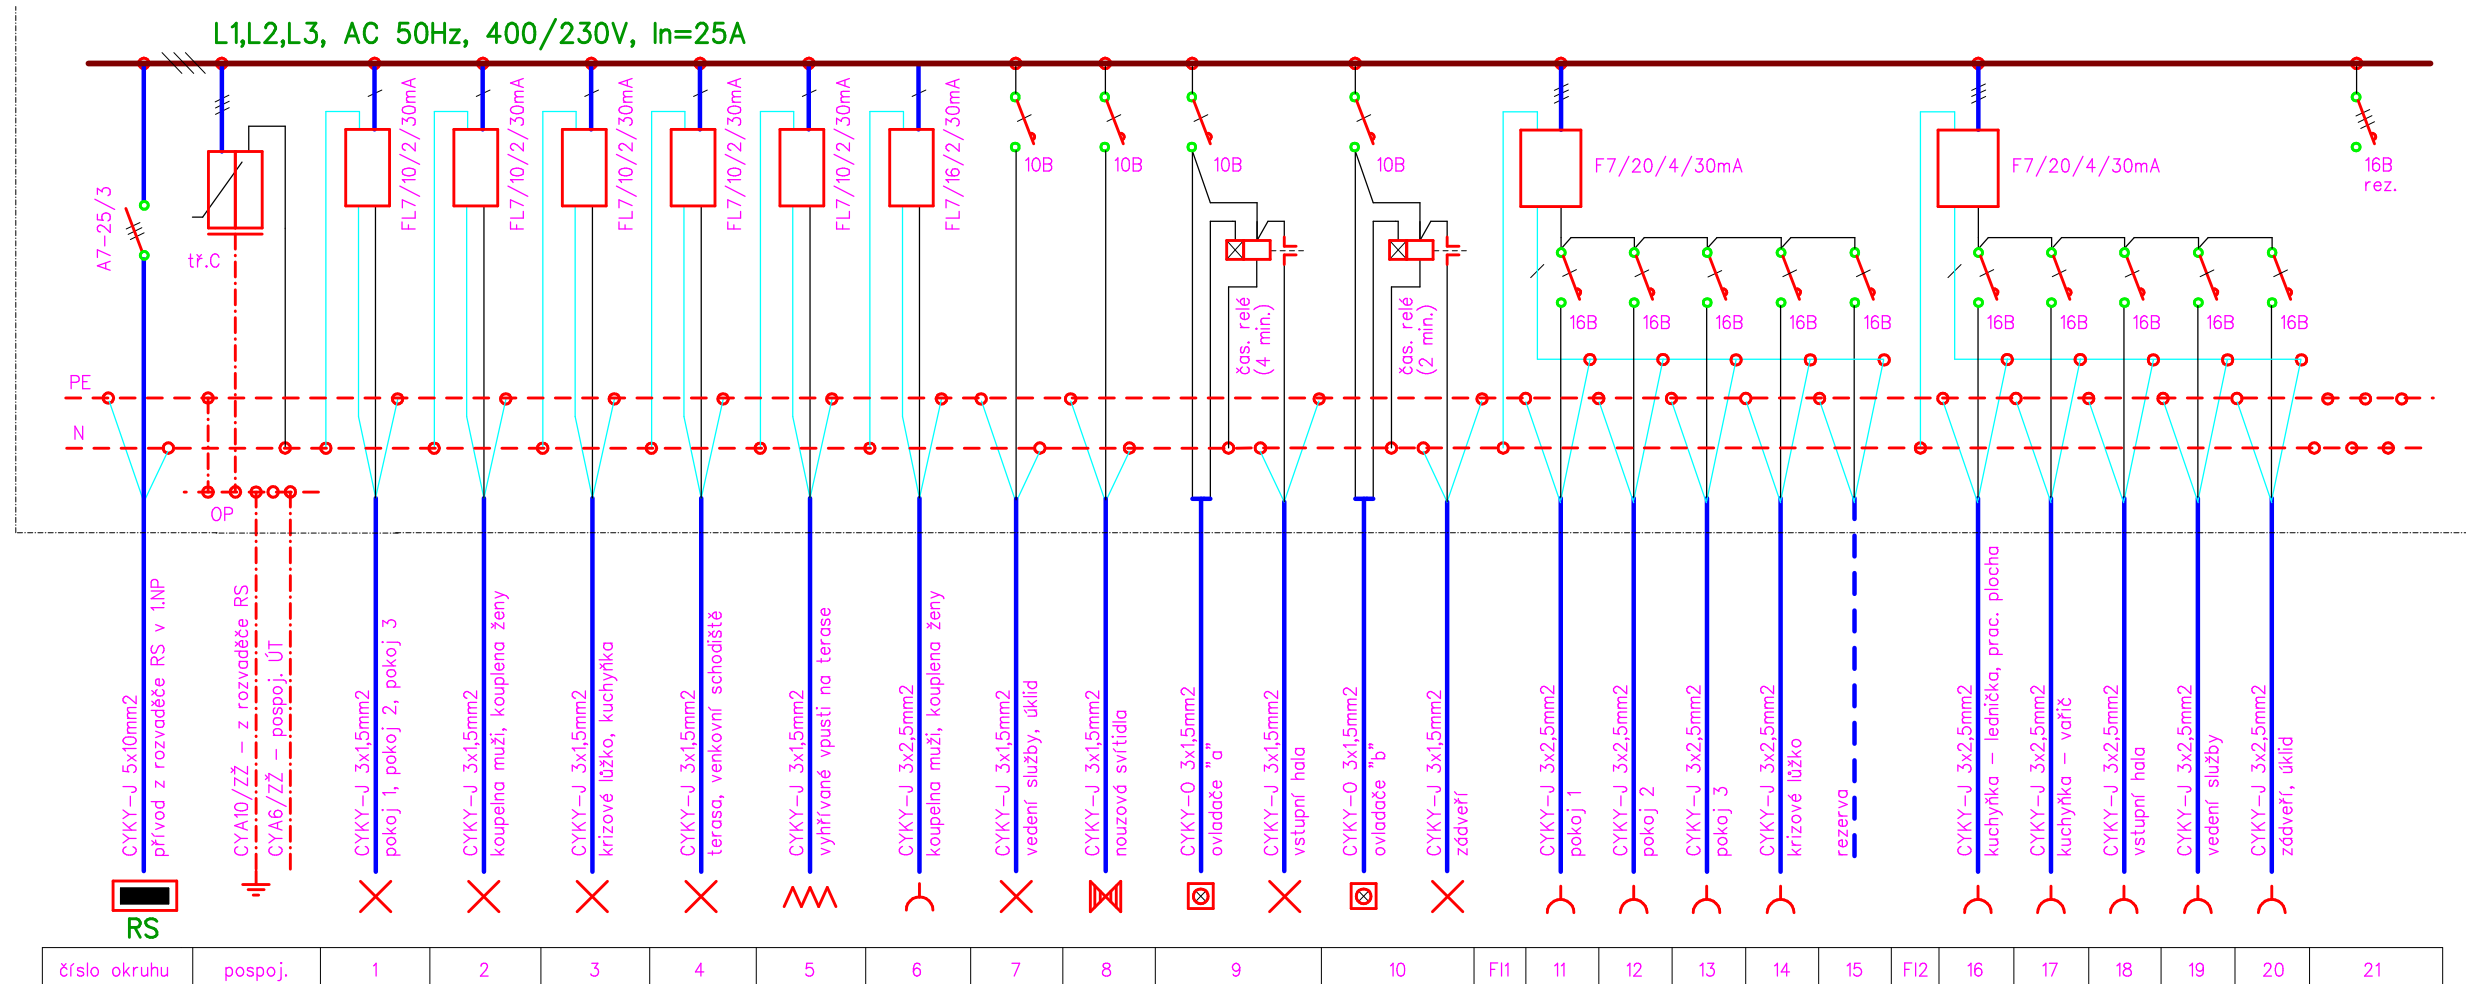 L1,L2,L3, AC 50Hz, 400/230V, In=25A
A7-25/3
tř.C
FL7/10/2/30mA
FL7/10/2/30mA
FL7/10/2/30mA
FL7/10/2/30mA
FL7/10/2/30mA
FL7/16/2/30mA
10B
10B
10B
10B
F7/20/4/30mA
F7/20/4/30mA
16B
rez.
čas. relé
(4 min.)
čas. relé
(2 min.)
16B
16B
16B
16B
16B
16B
16B
16B
16B
16B
PE
N
OP
CYKY-J 5x10mm2
přívod z rozvaděče RS v 1.NP
CYA10/ZŽ - z rozvaděče RS
CYA6/ZŽ - pospoj. ÚT
CYKY-J 3x1,5mm2
pokoj 1, pokoj 2, pokoj 3
CYKY-J 3x1,5mm2
koupelna muži, kouplena ženy
CYKY-J 3x1,5mm2
krizové lůžko, kuchyňka
CYKY-J 3x1,5mm2
terasa, venkovní schodiště
CYKY-J 3x1,5mm2
vyhřívané vpusti na terase
CYKY-J 3x2,5mm2
koupelna muži, kouplena ženy
CYKY-J 3x1,5mm2
vedení služby, úklid
CYKY-J 3x1,5mm2
nouzová svítidla
CYKY-O 3x1,5mm2
ovladače "a"
CYKY-J 3x1,5mm2
vstupní hala
CYKY-O 3x1,5mm2
ovladače "b"
CYKY-J 3x1,5mm2
zádveří
CYKY-J 3x2,5mm2
pokoj 1
CYKY-J 3x2,5mm2
pokoj 2
CYKY-J 3x2,5mm2
pokoj 3
CYKY-J 3x2,5mm2
krizové lůžko
rezerva
CYKY-J 3x2,5mm2
kuchyňka - lednička, prac. plocha
CYKY-J 3x2,5mm2
kuchyňka - vařič
CYKY-J 3x2,5mm2
vstupní hala
CYKY-J 3x2,5mm2
vedení služby
CYKY-J 3x2,5mm2
zádveří, úklid
RS
číslo okruhu pospoj. 1 2 3 4 5 6 7 8 9 10 FI1 11 12 13 14 15 FI2 16 17 18 19 20 21